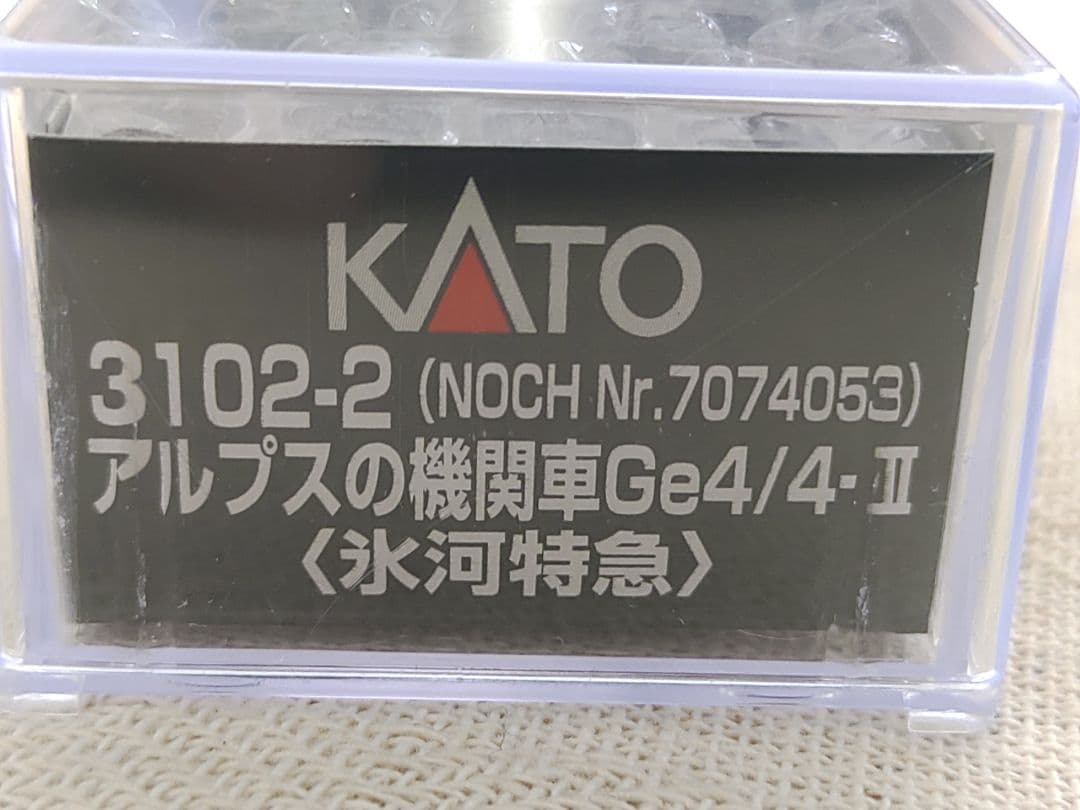 KATO
3102-2 (NOCH Nr.7074053)
アルプスの機関車Ge4/4-Ⅱ
〈氷河特急〉